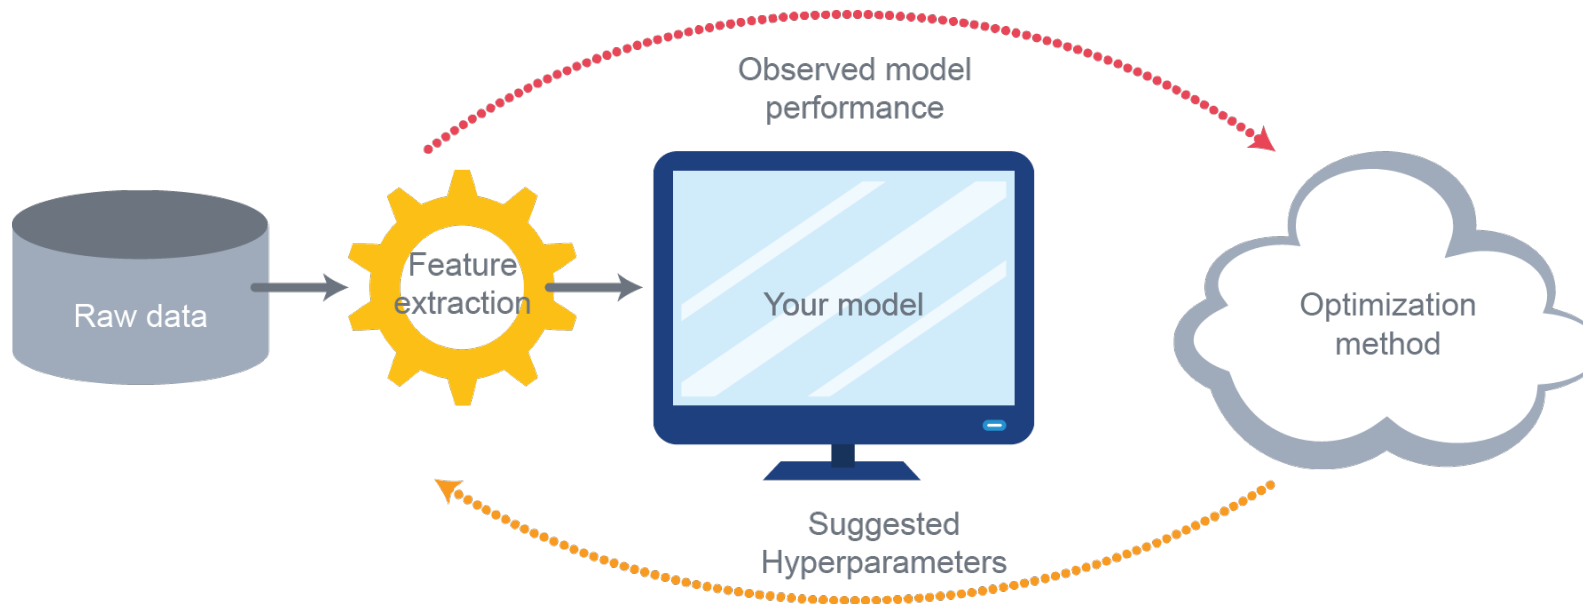 Observed model
performance
Raw data
Feature
extraction
Your model
Optimization
method
Suggested
Hyperparameters